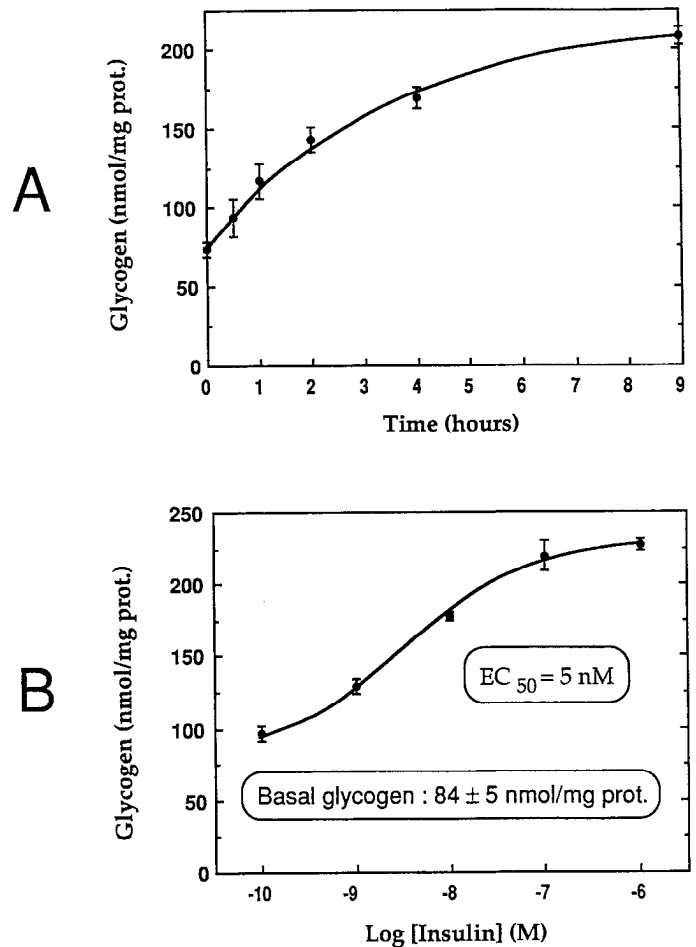 A
Glycogen (nmol/mg prot.)
200
150
100
50
0
0 1 2 3 4 5 6 7 8 9
Time (hours)
B
Glycogen (nmol/mg prot.)
250
200
150
100
50
0
EC 50 = 5 nM
Basal glycogen : 84 ± 5 nmol/mg prot.
-10 -9 -8 -7 -6
Log [Insulin] (M)